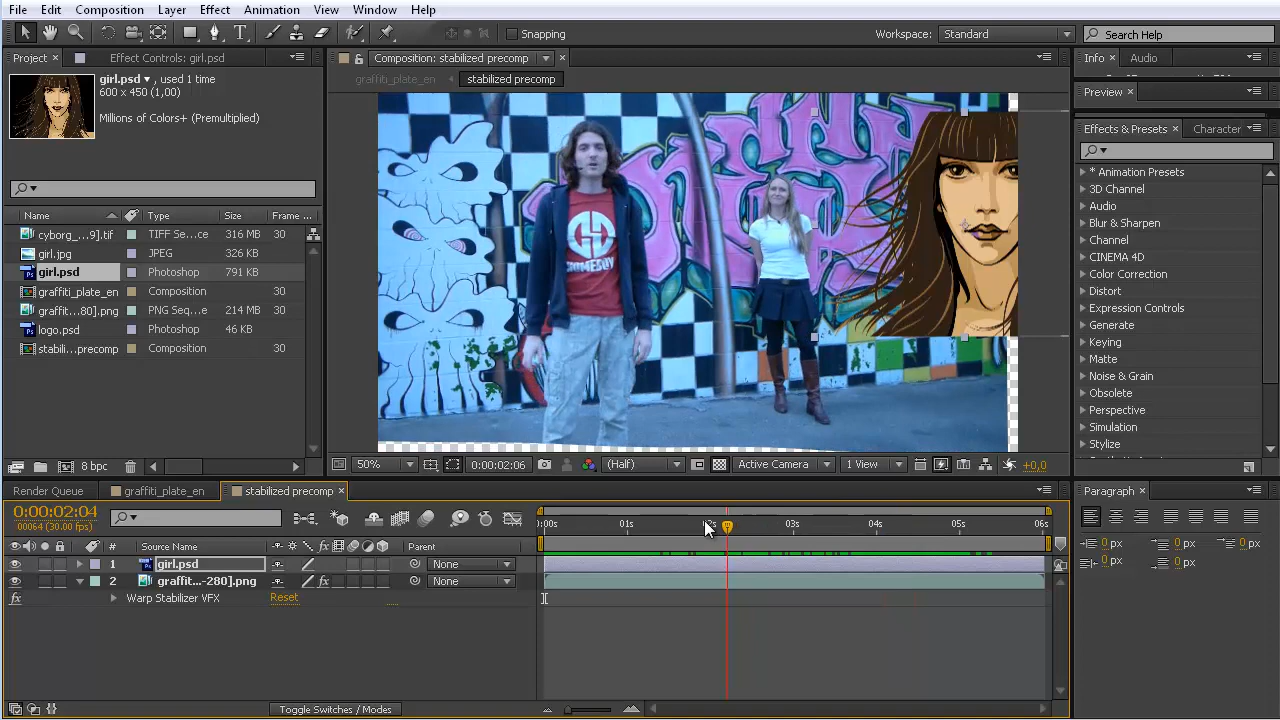 File Edit Composition Layer Effect Animation View Window Help
Snapping Workspace: Standard Search Help
Project × Effect Controls: girl.psd
girl.psd ▾ , used 1 time
600 x 450 (1,00)
Millions of Colors+ (Premultiplied)
Name Type Size Frame ...
cyborg_...9].tif TIFF Se...ce 316 MB 30
girl.jpg JPEG 326 KB
girl.psd Photoshop 791 KB
graffiti_plate_en Composition 30
graffit...80].png PNG Seq...e 214 MB 30
logo.psd Photoshop 46 KB
stabili...precomp Composition 30
8 bpc
Composition: stabilized precomp ×
graffiti_plate_en stabilized precomp
50% 0:00:02:06 (Half) Active Camera 1 View +0,0
Info × Audio
Preview ×
Effects & Presets × Character
* Animation Presets
3D Channel
Audio
Blur & Sharpen
Channel
CINEMA 4D
Color Correction
Distort
Expression Controls
Generate
Keying
Matte
Noise & Grain
Obsolete
Perspective
Simulation
Stylize
Render Queue graffiti_plate_en stabilized precomp ×
0:00:02:04
00064 (30.00 fps)
:00s 01s 2s 03s 04s 05s 06s
# Source Name Parent
1 girl.psd None
2 graffit...-280].png None
fx Warp Stabilizer VFX Reset
Toggle Switches / Modes
Paragraph ×
0 px 0 px 0 px
0 px 0 px